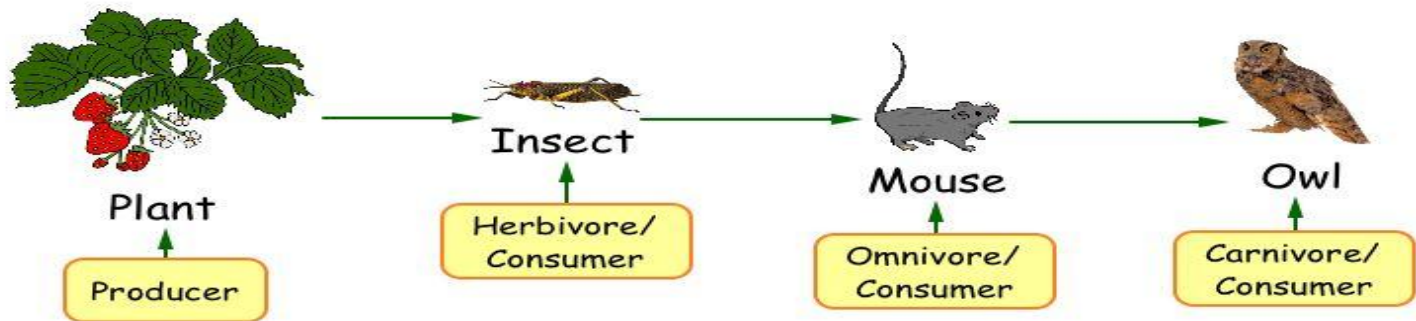 Plant
Producer
Insect
Herbivore/
Consumer
Mouse
Omnivore/
Consumer
Owl
Carnivore/
Consumer